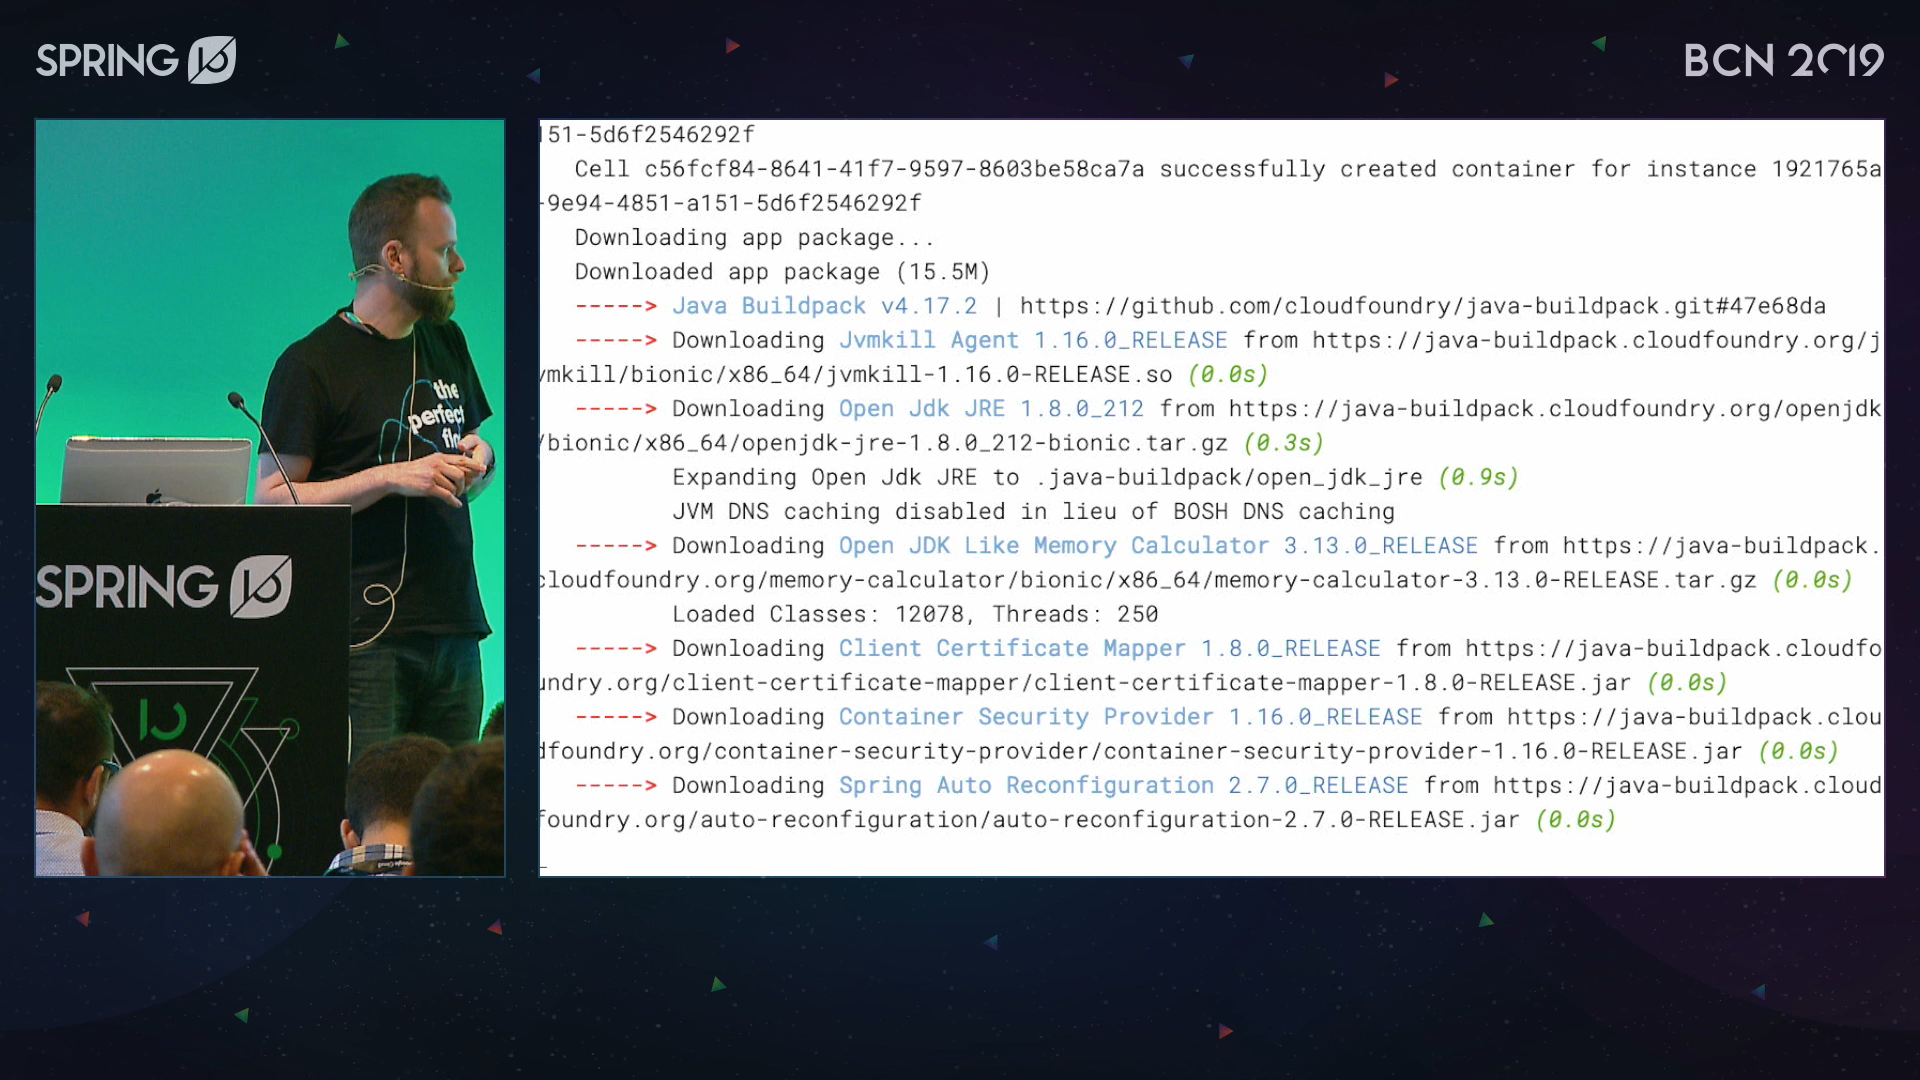 SPRING IO
BCN 2019
151-5d6f2546292f
Cell c56fcf84-8641-41f7-9597-8603be58ca7a successfully created container for instance 1921765a
-9e94-4851-a151-5d6f2546292f
Downloading app package...
Downloaded app package (15.5M)
-----> Java Buildpack v4.17.2 | https://github.com/cloudfoundry/java-buildpack.git#47e68da
-----> Downloading Jvmkill Agent 1.16.0_RELEASE from https://java-buildpack.cloudfoundry.org/j
vmkill/bionic/x86_64/jvmkill-1.16.0-RELEASE.so (0.0s)
-----> Downloading Open Jdk JRE 1.8.0_212 from https://java-buildpack.cloudfoundry.org/openjdk
/bionic/x86_64/openjdk-jre-1.8.0_212-bionic.tar.gz (0.3s)
Expanding Open Jdk JRE to .java-buildpack/open_jdk_jre (0.9s)
JVM DNS caching disabled in lieu of BOSH DNS caching
-----> Downloading Open JDK Like Memory Calculator 3.13.0_RELEASE from https://java-buildpack.
cloudfoundry.org/memory-calculator/bionic/x86_64/memory-calculator-3.13.0-RELEASE.tar.gz (0.0s)
Loaded Classes: 12078, Threads: 250
-----> Downloading Client Certificate Mapper 1.8.0_RELEASE from https://java-buildpack.cloudfo
undry.org/client-certificate-mapper/client-certificate-mapper-1.8.0-RELEASE.jar (0.0s)
-----> Downloading Container Security Provider 1.16.0_RELEASE from https://java-buildpack.clou
dfoundry.org/container-security-provider/container-security-provider-1.16.0-RELEASE.jar (0.0s)
-----> Downloading Spring Auto Reconfiguration 2.7.0_RELEASE from https://java-buildpack.cloud
foundry.org/auto-reconfiguration/auto-reconfiguration-2.7.0-RELEASE.jar (0.0s)
the
perfect
SPRING IO
IO